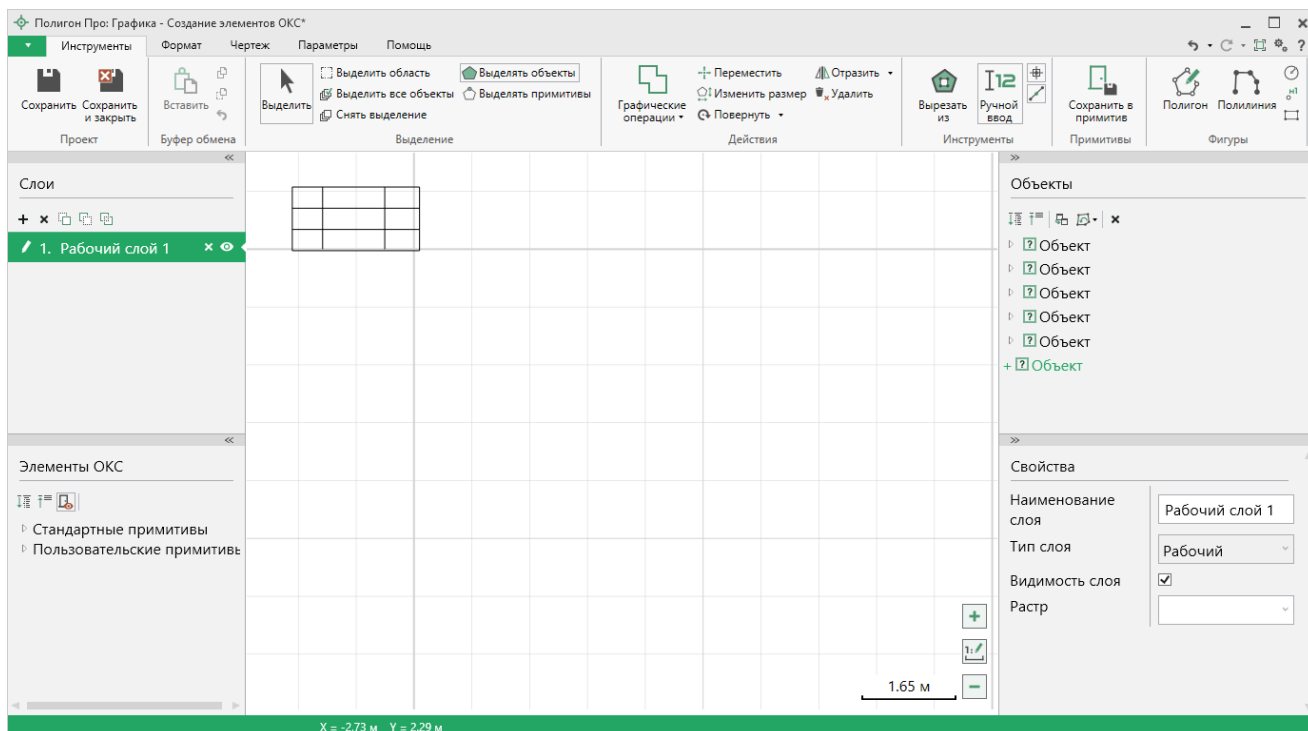 Полигон Про: Графика - Создание элементов ОКС*
Инструменты Формат Чертеж Параметры Помощь
Сохранить Сохранить и закрыть
Проект
Вставить
Буфер обмена
Выделить
Выделить область
Выделить все объекты
Снять выделение
Выделять объекты
Выделять примитивы
Выделение
Графические операции
Переместить
Изменить размер
Повернуть
Отразить
Удалить
Действия
Вырезать из
Ручной ввод
Инструменты
Сохранить в примитив
Примитивы
Полигон Полилиния
Фигуры
Слои
1. Рабочий слой 1
Элементы ОКС
Стандартные примитивы
Пользовательские примитивы
1.65 м
Объекты
Объект
Объект
Объект
Объект
Объект
Объект
Свойства
Наименование слоя Рабочий слой 1
Тип слоя Рабочий
Видимость слоя
Растр
X = -2.73 м Y = 2.29 м